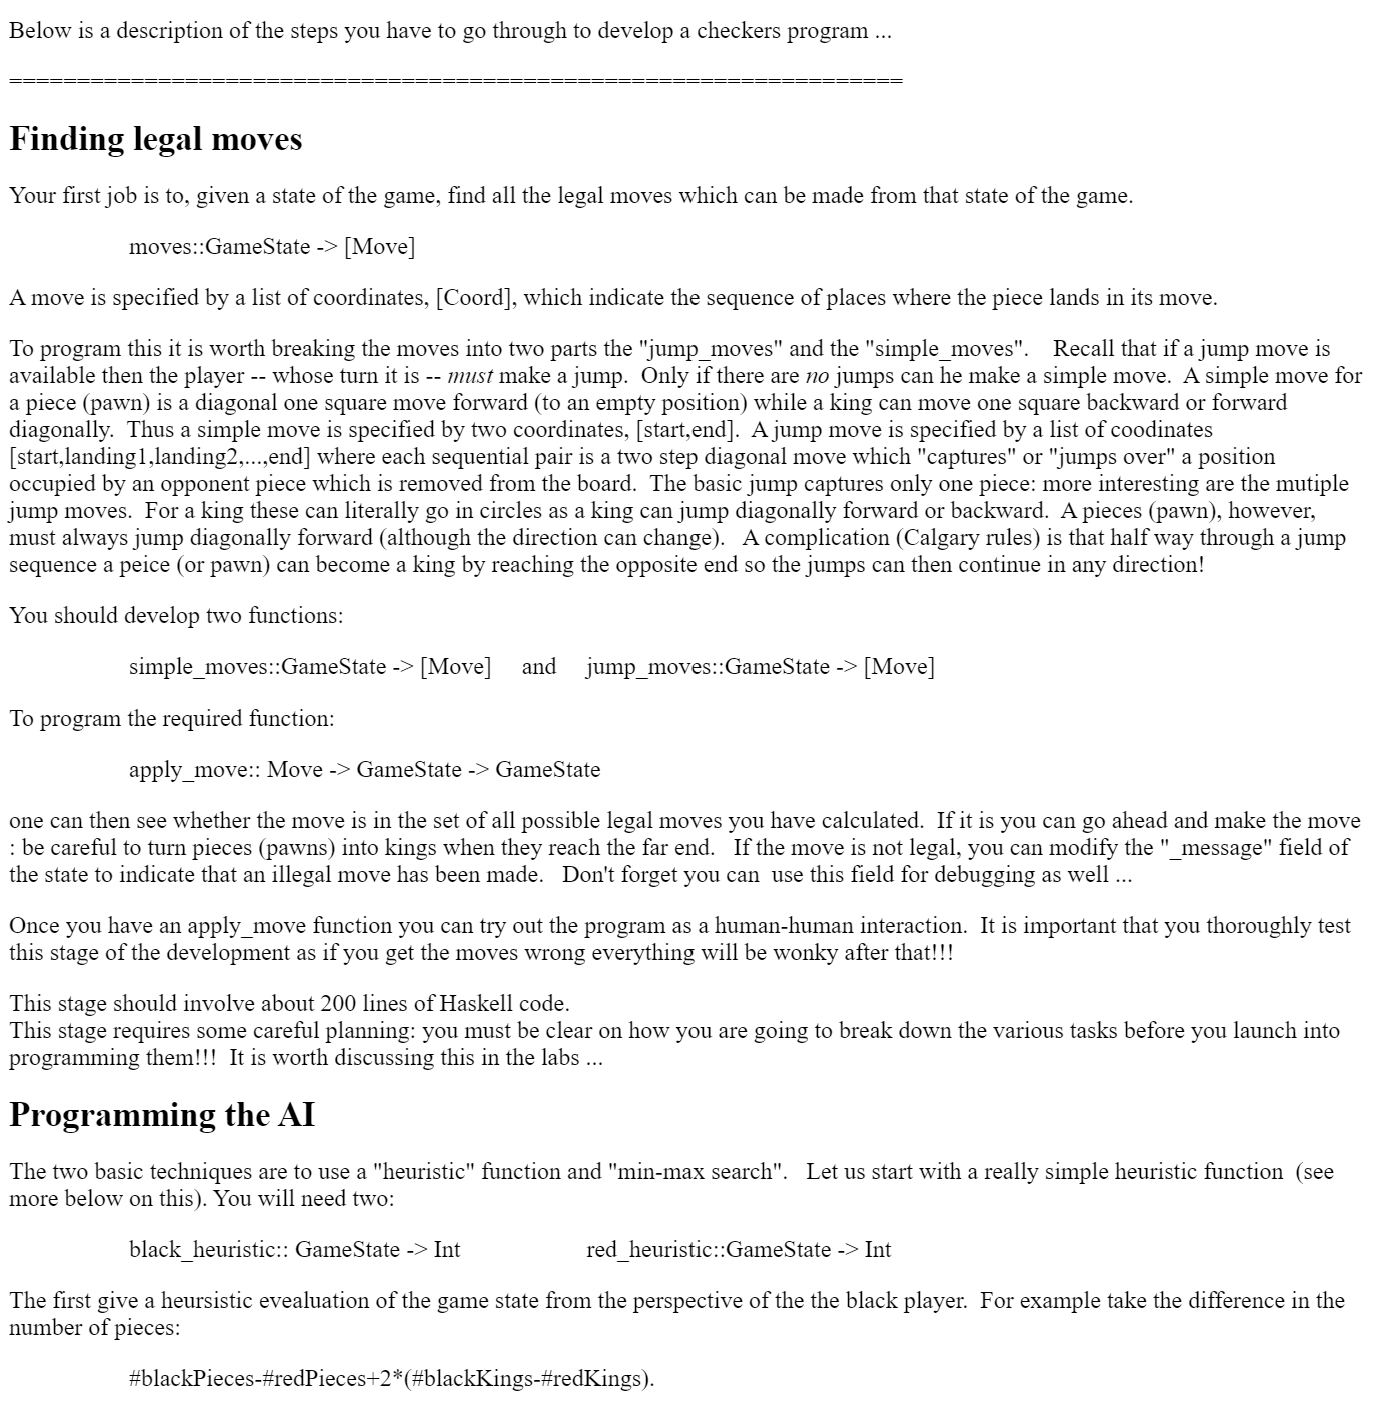 Below is a description of the steps you have to go through to develop a checkers program ...
==================================================================
Finding legal moves
Your first job is to, given a state of the game, find all the legal moves which can be made from that state of the game.
moves::GameState -> [Move]
A move is specified by a list of coordinates, [Coord], which indicate the sequence of places where the piece lands in its move.
To program this it is worth breaking the moves into two parts the "jump_moves" and the "simple_moves".    Recall that if a jump move is
available then the player -- whose turn it is -- must make a jump.  Only if there are no jumps can he make a simple move.  A simple move for
a piece (pawn) is a diagonal one square move forward (to an empty position) while a king can move one square backward or forward
diagonally.  Thus a simple move is specified by two coordinates, [start,end].  A jump move is specified by a list of coodinates
[start,landing1,landing2,...,end] where each sequential pair is a two step diagonal move which "captures" or "jumps over" a position
occupied by an opponent piece which is removed from the board.  The basic jump captures only one piece: more interesting are the mutiple
jump moves.  For a king these can literally go in circles as a king can jump diagonally forward or backward.  A pieces (pawn), however,
must always jump diagonally forward (although the direction can change).   A complication (Calgary rules) is that half way through a jump
sequence a peice (or pawn) can become a king by reaching the opposite end so the jumps can then continue in any direction!
You should develop two functions:
simple_moves::GameState -> [Move]     and     jump_moves::GameState -> [Move]
To program the required function:
apply_move:: Move -> GameState -> GameState
one can then see whether the move is in the set of all possible legal moves you have calculated.  If it is you can go ahead and make the move
: be careful to turn pieces (pawns) into kings when they reach the far end.   If the move is not legal, you can modify the "_message" field of
the state to indicate that an illegal move has been made.   Don't forget you can  use this field for debugging as well ...
Once you have an apply_move function you can try out the program as a human-human interaction.  It is important that you thoroughly test
this stage of the development as if you get the moves wrong everything will be wonky after that!!!
This stage should involve about 200 lines of Haskell code.
This stage requires some careful planning: you must be clear on how you are going to break down the various tasks before you launch into
programming them!!!  It is worth discussing this in the labs ...
Programming the AI
The two basic techniques are to use a "heuristic" function and "min-max search".   Let us start with a really simple heuristic function  (see
more below on this). You will need two:
black_heuristic:: GameState -> Int                     red_heuristic::GameState -> Int
The first give a heursistic evealuation of the game state from the perspective of the the black player.  For example take the difference in the
number of pieces:
#blackPieces-#redPieces+2*(#blackKings-#redKings).